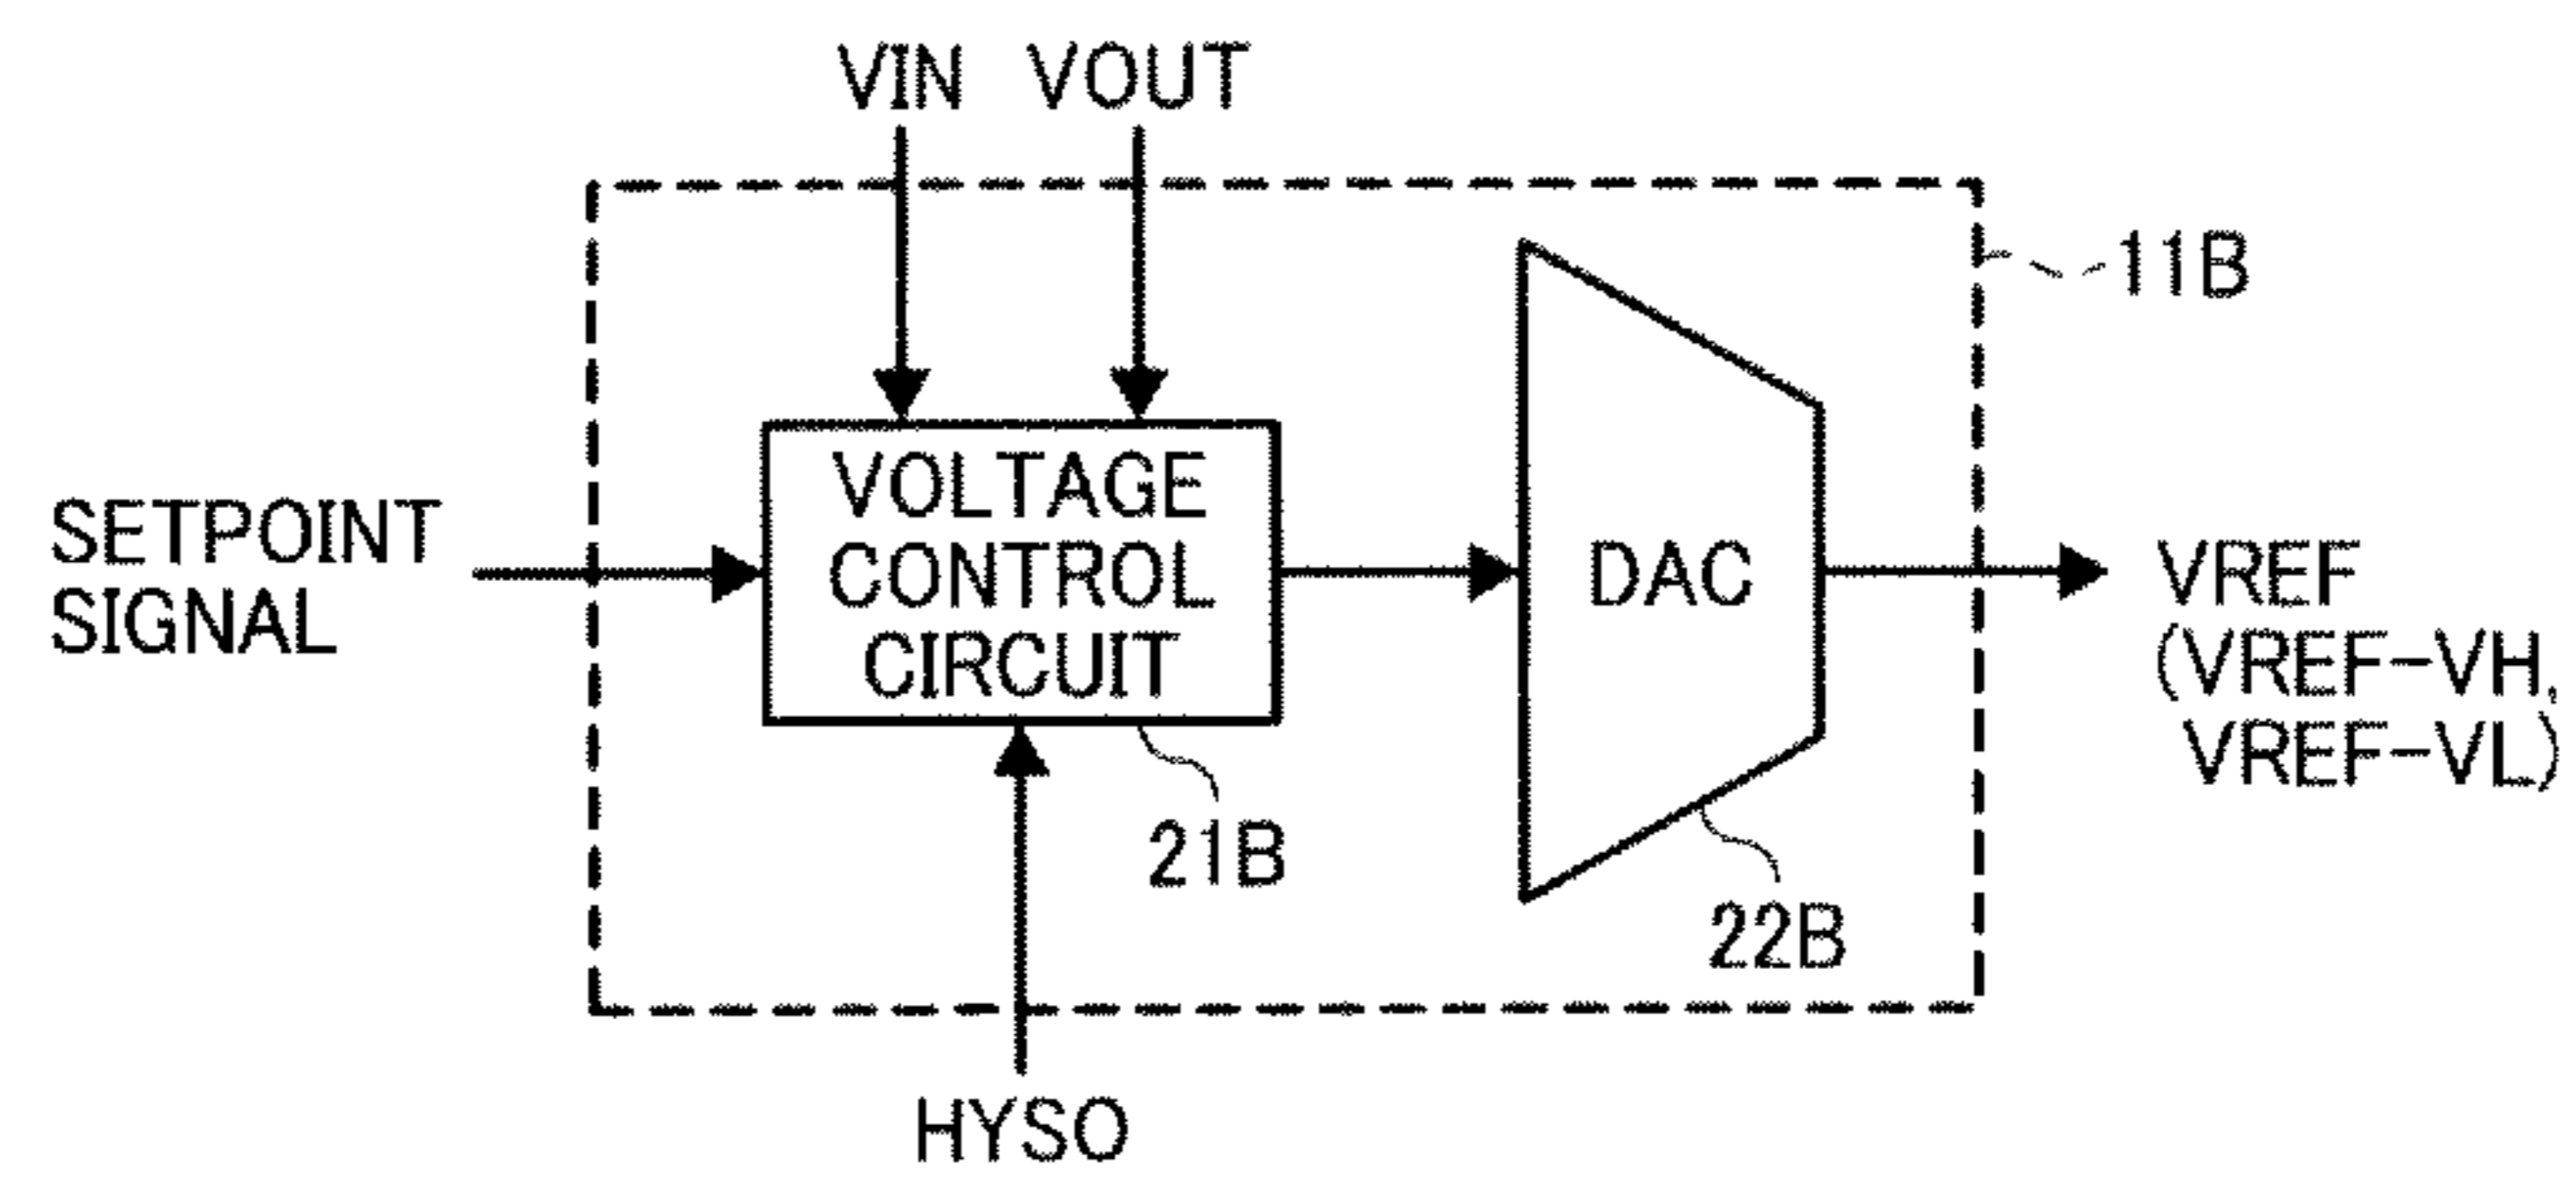 VIN VOUT
11B
SETPOINT
SIGNAL
VOLTAGE
CONTROL
CIRCUIT
DAC
VREF
(VREF-VH,
VREF-VL)
21B
22B
HYSO